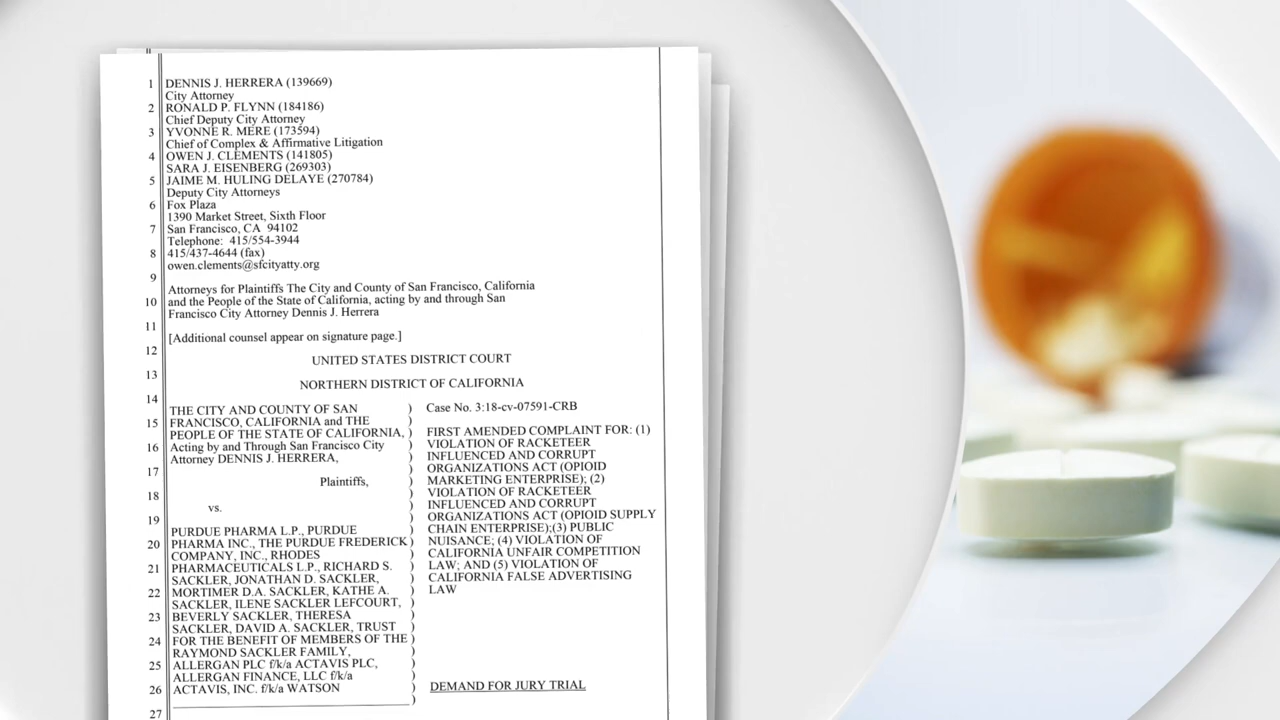 1 DENNIS J. HERRERA (139669)
City Attorney
2 RONALD P. FLYNN (184186)
Chief Deputy City Attorney
3 YVONNE R. MERE (173594)
Chief of Complex & Affirmative Litigation
4 OWEN J. CLEMENTS (141805)
SARA J. EISENBERG (269303)
5 JAIME M. HULING DELAYE (270784)
Deputy City Attorneys
6 Fox Plaza
1390 Market Street, Sixth Floor
7 San Francisco, CA 94102
Telephone: 415/554-3944
8 415/437-4644 (fax)
owen.clements@sfcityatty.org
9
Attorneys for Plaintiffs The City and County of San Francisco, California
10 and the People of the State of California, acting by and through San
Francisco City Attorney Dennis J. Herrera
11
[Additional counsel appear on signature page.]
12
UNITED STATES DISTRICT COURT
13
NORTHERN DISTRICT OF CALIFORNIA
14
THE CITY AND COUNTY OF SAN
15 FRANCISCO, CALIFORNIA and THE
PEOPLE OF THE STATE OF CALIFORNIA,
16 Acting by and Through San Francisco City
Attorney DENNIS J. HERRERA,
17
Plaintiffs,
18
vs.
19
PURDUE PHARMA L.P., PURDUE
20 PHARMA INC., THE PURDUE FREDERICK
COMPANY, INC., RHODES
21 PHARMACEUTICALS L.P., RICHARD S.
SACKLER, JONATHAN D. SACKLER,
22 MORTIMER D.A. SACKLER, KATHE A.
SACKLER, ILENE SACKLER LEFCOURT,
23 BEVERLY SACKLER, THERESA
SACKLER, DAVID A. SACKLER, TRUST
24 FOR THE BENEFIT OF MEMBERS OF THE
RAYMOND SACKLER FAMILY,
25 ALLERGAN PLC f/k/a ACTAVIS PLC,
ALLERGAN FINANCE, LLC f/k/a
26 ACTAVIS, INC. f/k/a WATSON
27
Case No. 3:18-cv-07591-CRB
FIRST AMENDED COMPLAINT FOR: (1)
VIOLATION OF RACKETEER
INFLUENCED AND CORRUPT
ORGANIZATIONS ACT (OPIOID
MARKETING ENTERPRISE); (2)
VIOLATION OF RACKETEER
INFLUENCED AND CORRUPT
ORGANIZATIONS ACT (OPIOID SUPPLY
CHAIN ENTERPRISE);(3) PUBLIC
NUISANCE; (4) VIOLATION OF
CALIFORNIA UNFAIR COMPETITION
LAW; AND (5) VIOLATION OF
CALIFORNIA FALSE ADVERTISING
LAW
DEMAND FOR JURY TRIAL